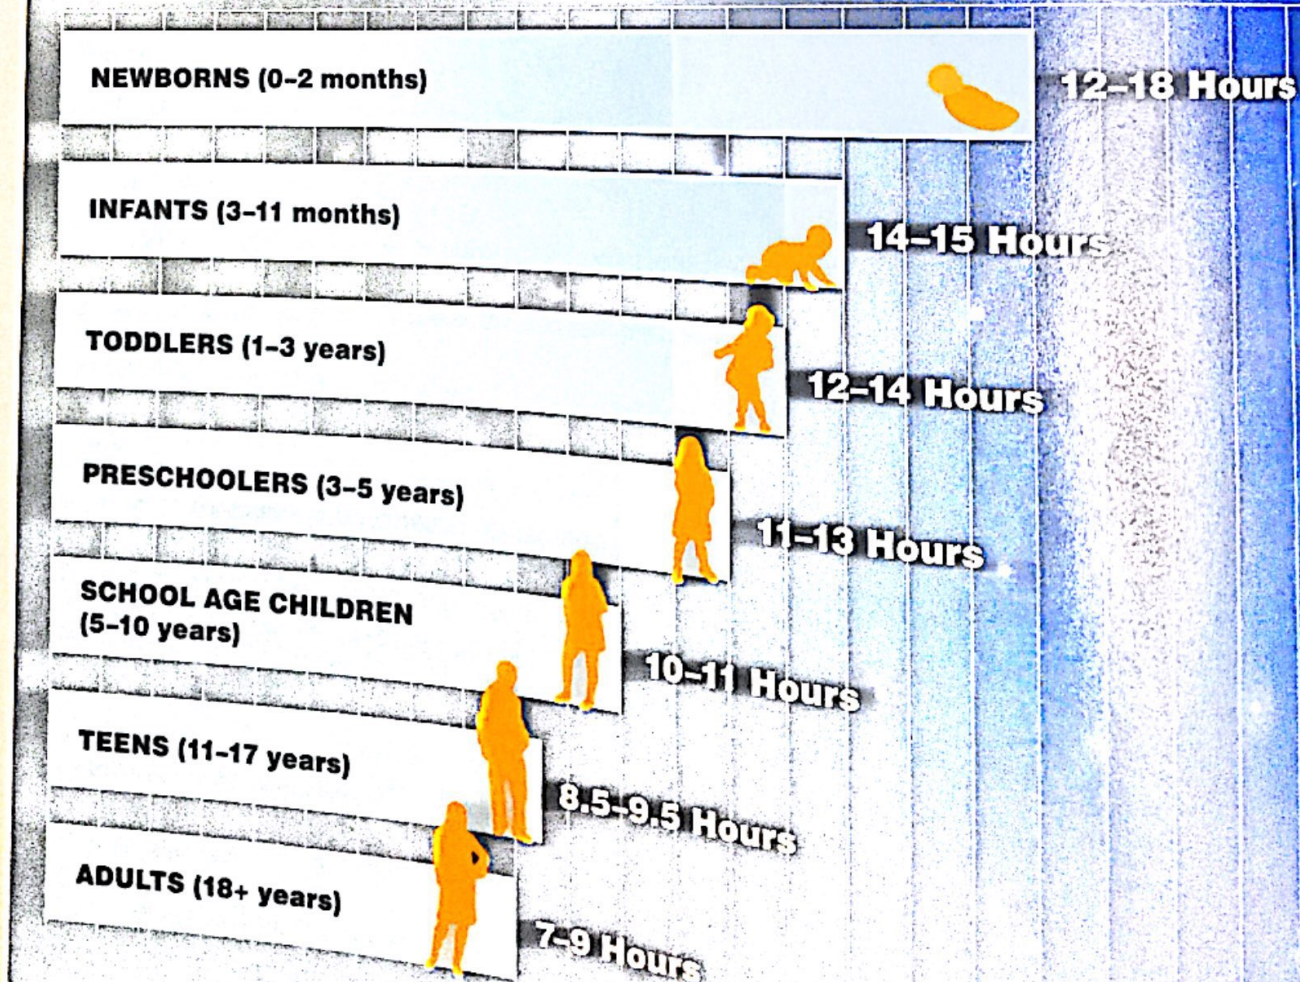 NEWBORNS (0–2 months)
12–18 Hours
INFANTS (3–11 months)
14–15 Hours
TODDLERS (1–3 years)
12–14 Hours
PRESCHOOLERS (3–5 years)
11–13 Hours
SCHOOL AGE CHILDREN
(5–10 years)
10–11 Hours
TEENS (11–17 years)
8.5–9.5 Hours
ADULTS (18+ years)
7–9 Hours